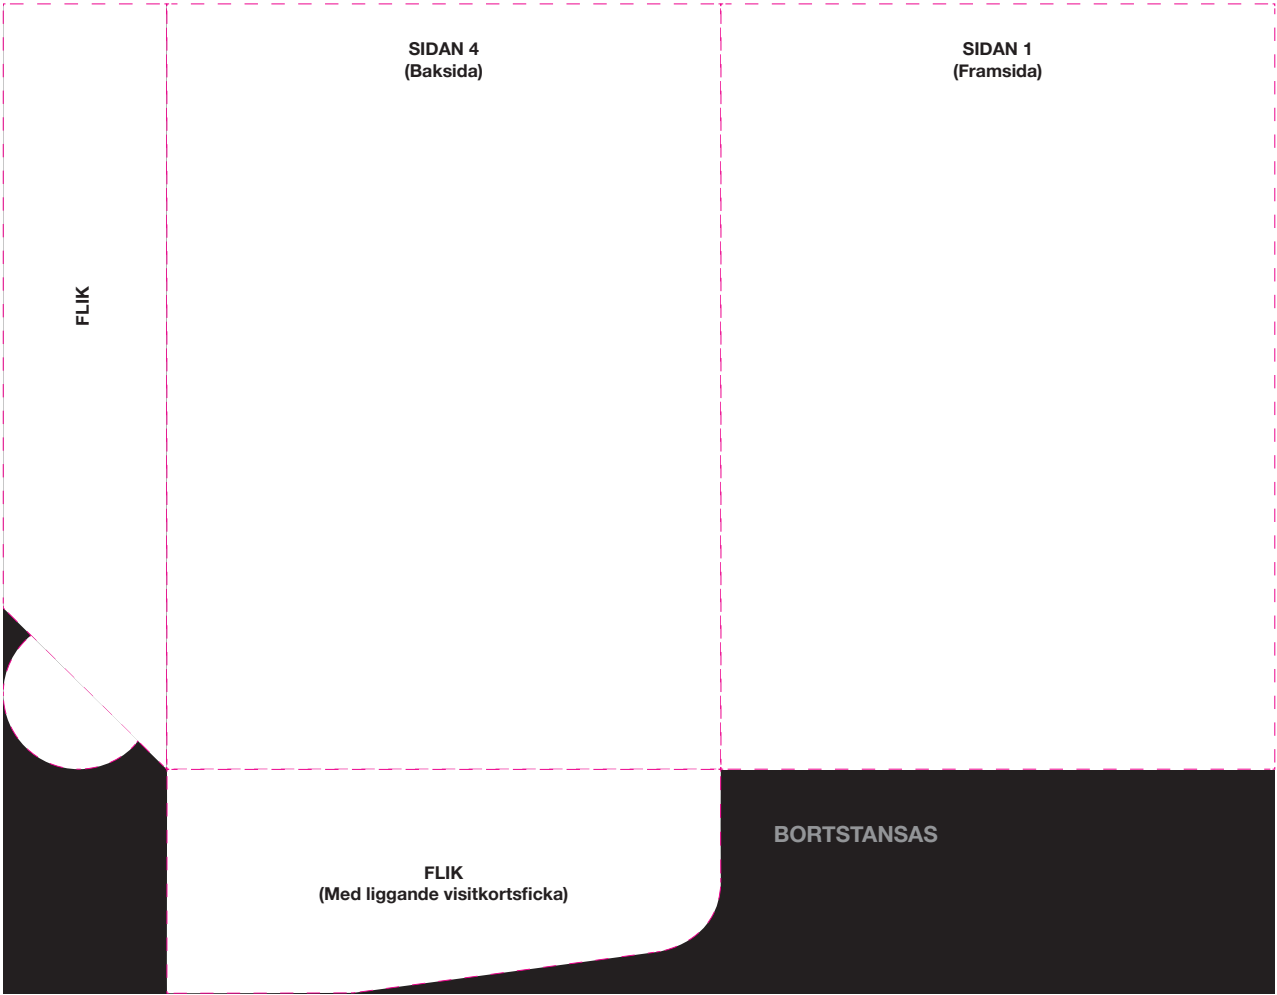 SIDAN 4
(Baksida)
SIDAN 1
(Framsida)
FLIK
BORTSTANSAS
FLIK
(Med liggande visitkortsficka)